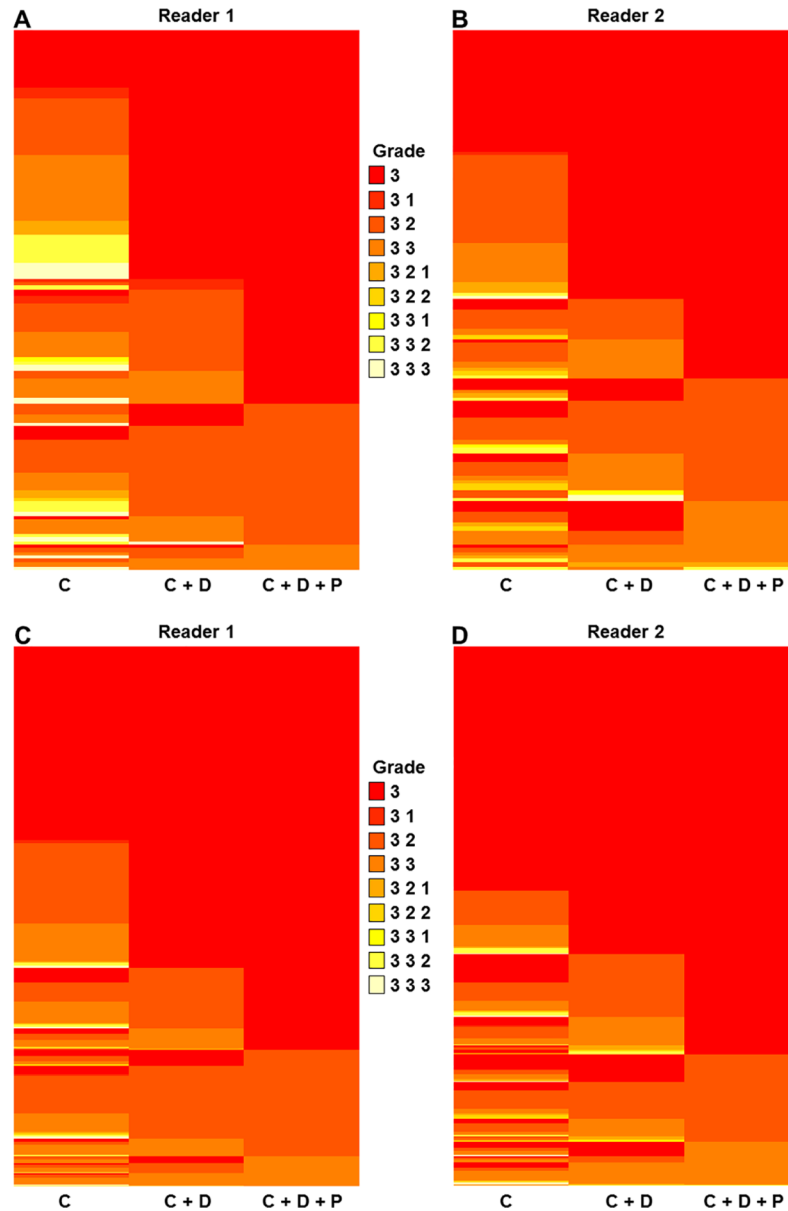 A Reader 1
B Reader 2
Grade
3
3 1
3 2
3 3
3 2 1
3 2 2
3 3 1
3 3 2
3 3 3
C C + D C + D + P
C C + D C + D + P
C Reader 1
D Reader 2
Grade
3
3 1
3 2
3 3
3 2 1
3 2 2
3 3 1
3 3 2
3 3 3
C C + D C + D + P
C C + D C + D + P